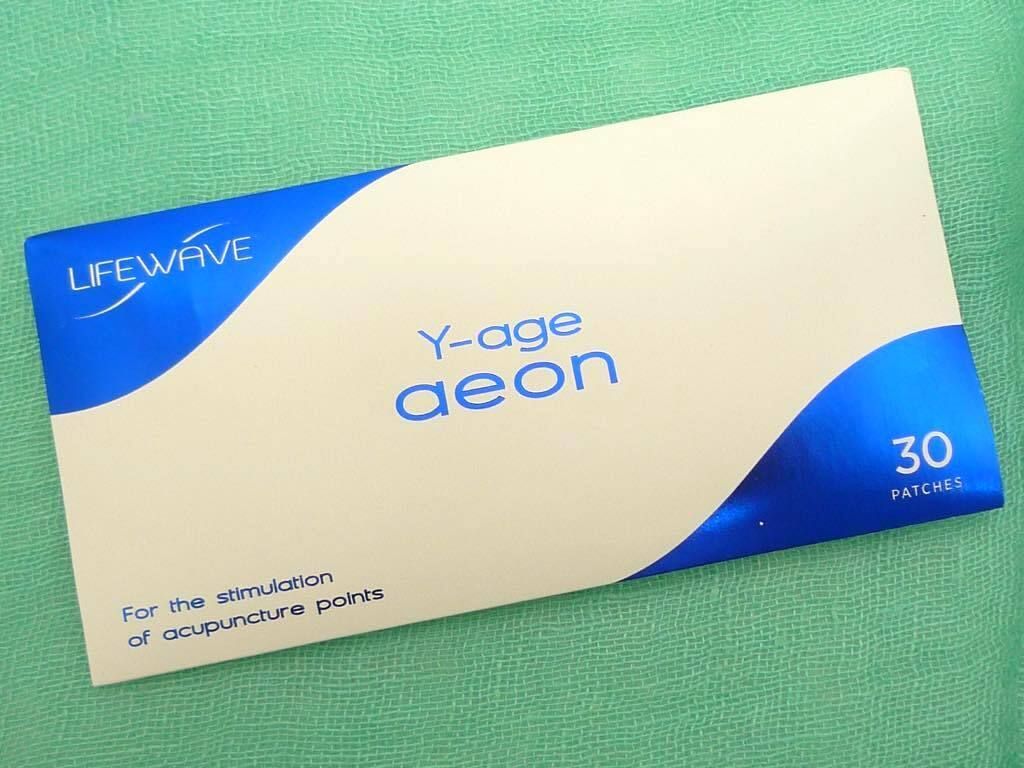 LIFEWAVE
Y-age
aeon
30
PATCHES
For the stimulation
of acupuncture points